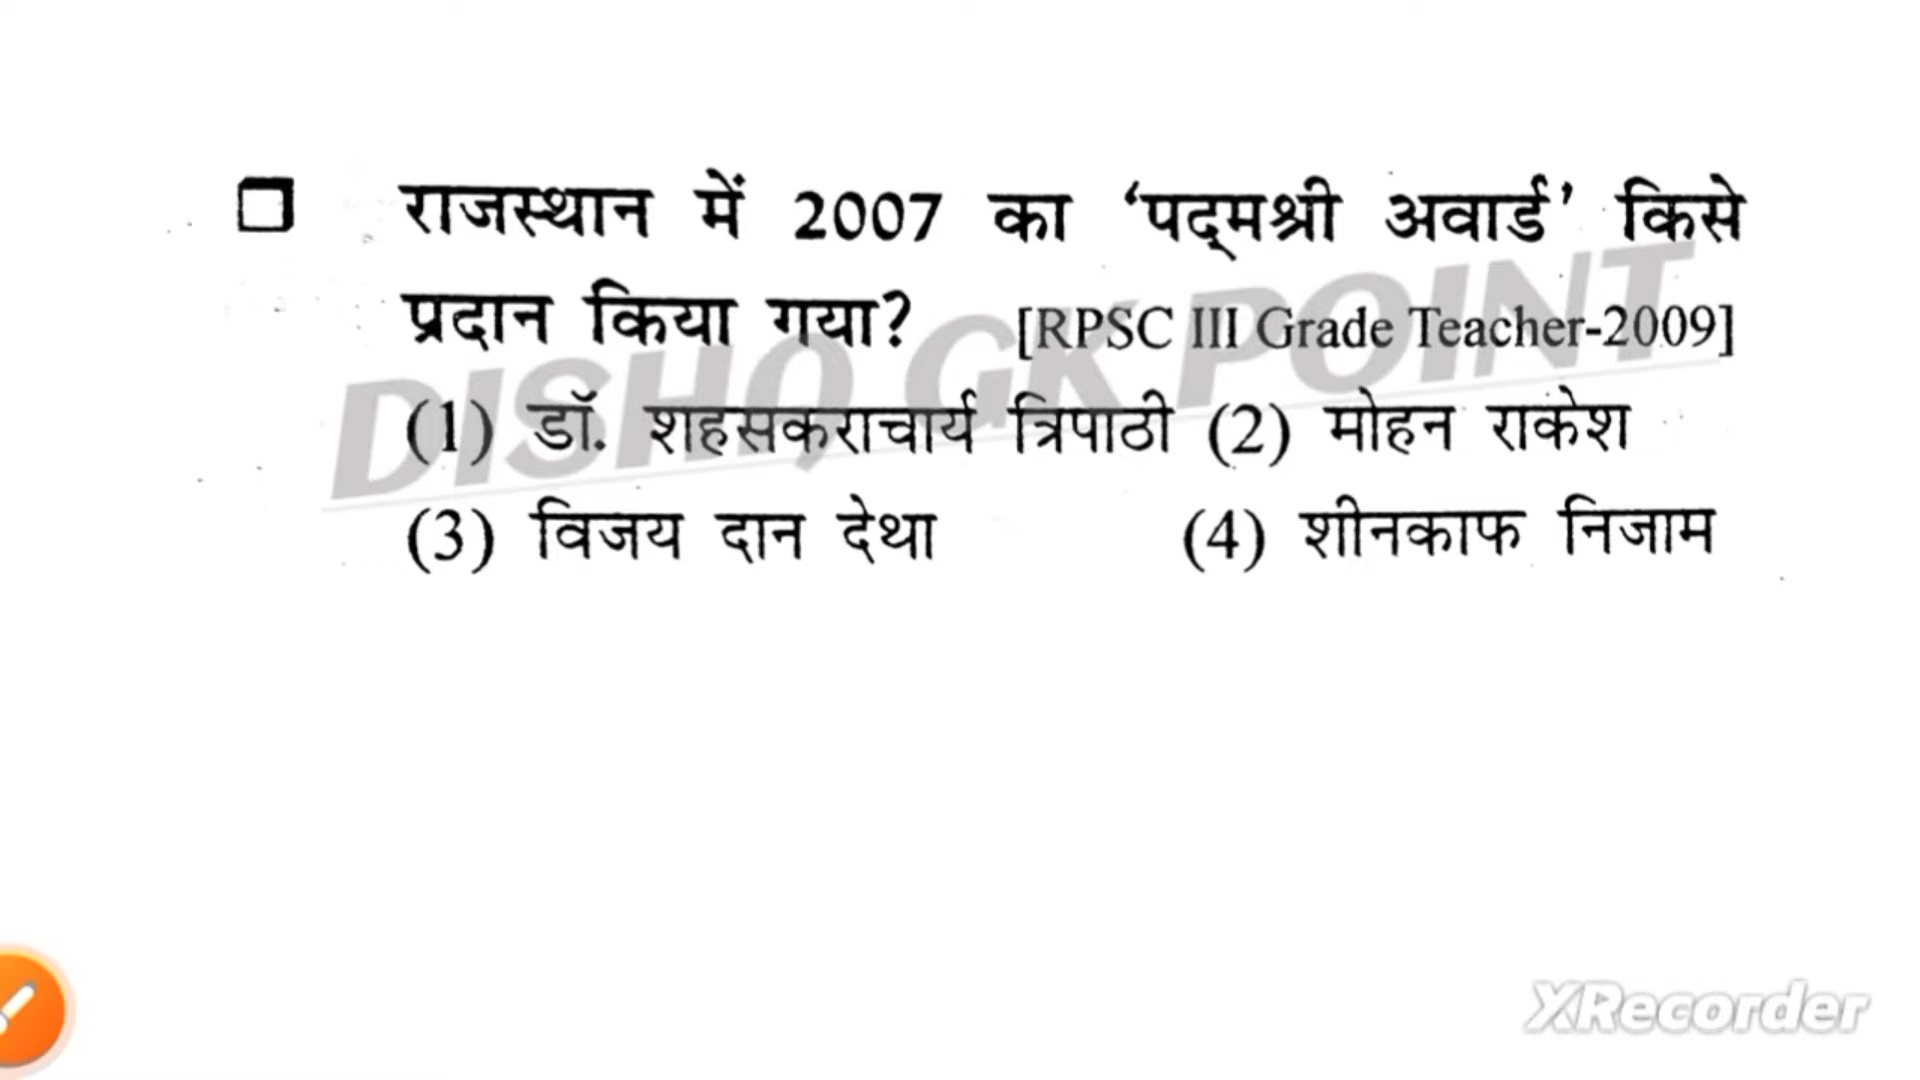 राजस्थान में 2007 का ‘पद्मश्री अवार्ड’ किसे
प्रदान किया गया? [RPSC III Grade Teacher-2009]
(1) डॉ. शहसकराचार्य त्रिपाठी (2) मोहन राकेश
(3) विजय दान देथा (4) शीनकाफ निजाम
DISHQ GK POINT
XRecorder